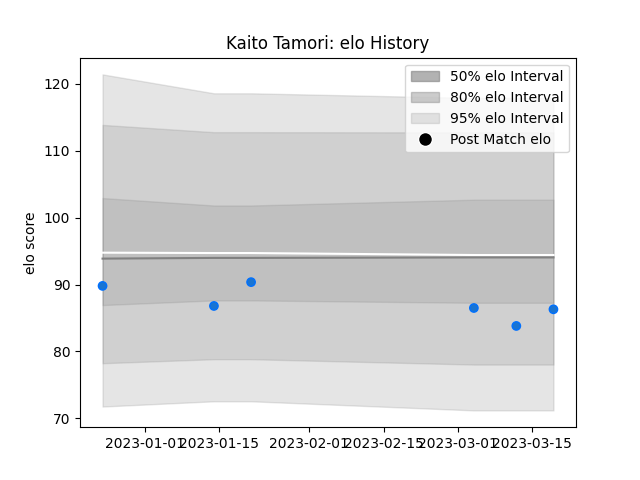 Kaito Tamori: elo History
50% elo Interval
80% elo Interval
95% elo Interval
Post Match elo
elo score
120
110
100
90
80
70
2023-01-01
2023-01-15
2023-02-01
2023-02-15
2023-03-01
2023-03-15